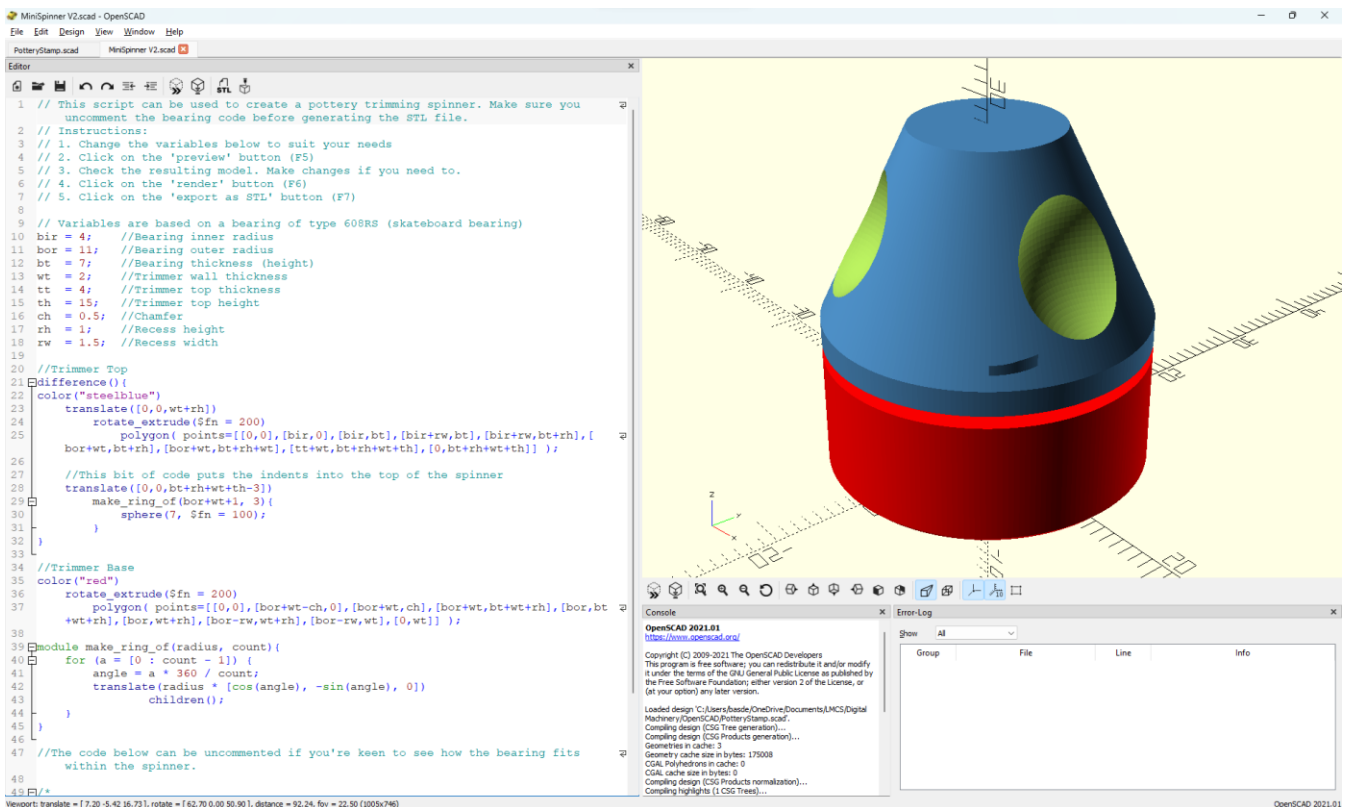 MiniSpinner V2.scad - OpenSCAD
File Edit Design View Window Help
PotteryStamp.scad MiniSpinner V2.scad
Editor
STL
1 // This script can be used to create a pottery trimming spinner. Make sure you
uncomment the bearing code before generating the STL file.
2 // Instructions:
3 // 1. Change the variables below to suit your needs
4 // 2. Click on the 'preview' button (F5)
5 // 3. Check the resulting model. Make changes if you need to.
6 // 4. Click on the 'render' button (F6)
7 // 5. Click on the 'export as STL' button (F7)
8
9 // Variables are based on a bearing of type 608RS (skateboard bearing)
10 bir = 4; //Bearing inner radius
11 bor = 11; //Bearing outer radius
12 bt = 7; //Bearing thickness (height)
13 wt = 2; //Trimmer wall thickness
14 tt = 4; //Trimmer top thickness
15 th = 15; //Trimmer top height
16 ch = 0.5; //Chamfer
17 rh = 1; //Recess height
18 rw = 1.5; //Recess width
19
20 //Trimmer Top
21 difference(){
22 color("steelblue")
23 translate([0,0,wt+rh])
24 rotate_extrude($fn = 200)
25 polygon( points=[[0,0],[bir,0],[bir,bt],[bir+rw,bt],[bir+rw,bt+rh],[
bor+wt,bt+rh],[bor+wt,bt+rh+wt],[tt+wt,bt+rh+wt+th],[0,bt+rh+wt+th]] );
26
27 //This bit of code puts the indents into the top of the spinner
28 translate([0,0,bt+rh+wt+th-3])
29 make_ring_of(bor+wt+1, 3){
30 sphere(7, $fn = 100);
31 }
32 }
33
34 //Trimmer Base
35 color("red")
36 rotate_extrude($fn = 200)
37 polygon( points=[[0,0],[bor+wt-ch,0],[bor+wt,ch],[bor+wt,bt+wt+rh],[bor,bt
+wt+rh],[bor,wt+rh],[bor-rw,wt+rh],[bor-rw,wt],[0,wt]] );
38
39 module make_ring_of(radius, count){
40 for (a = [0 : count - 1]) {
41 angle = a * 360 / count;
42 translate(radius * [cos(angle), -sin(angle), 0])
43 children();
44 }
45 }
46
47 //The code below can be uncommented if you're keen to see how the bearing fits
within the spinner.
48
49 /*
z
y
x
20
Console
OpenSCAD 2021.01
https://www.openscad.org/
Copyright (C) 2009-2021 The OpenSCAD Developers
This program is free software; you can redistribute it and/or modify
it under the terms of the GNU General Public License as published by
the Free Software Foundation; either version 2 of the License, or
(at your option) any later version.
Loaded design 'C:/Users/basde/OneDrive/Documents/LMCS/Digital
Machinery/OpenSCAD/PotteryStamp.scad'.
Compiling design (CSG Tree generation)...
Compiling design (CSG Products generation)...
Geometries in cache: 3
Geometry cache size in bytes: 175008
CGAL Polyhedrons in cache: 0
CGAL cache size in bytes: 0
Compiling design (CSG Products normalization)...
Compiling highlights (1 CSG Trees)...
Error-Log
Show All
Group File Line Info
Viewport: translate = [ 7.20 -5.42 16.73 ], rotate = [ 62.70 0.00 50.90 ], distance = 92.24, fov = 22.50 (1005x746)
OpenSCAD 2021.01